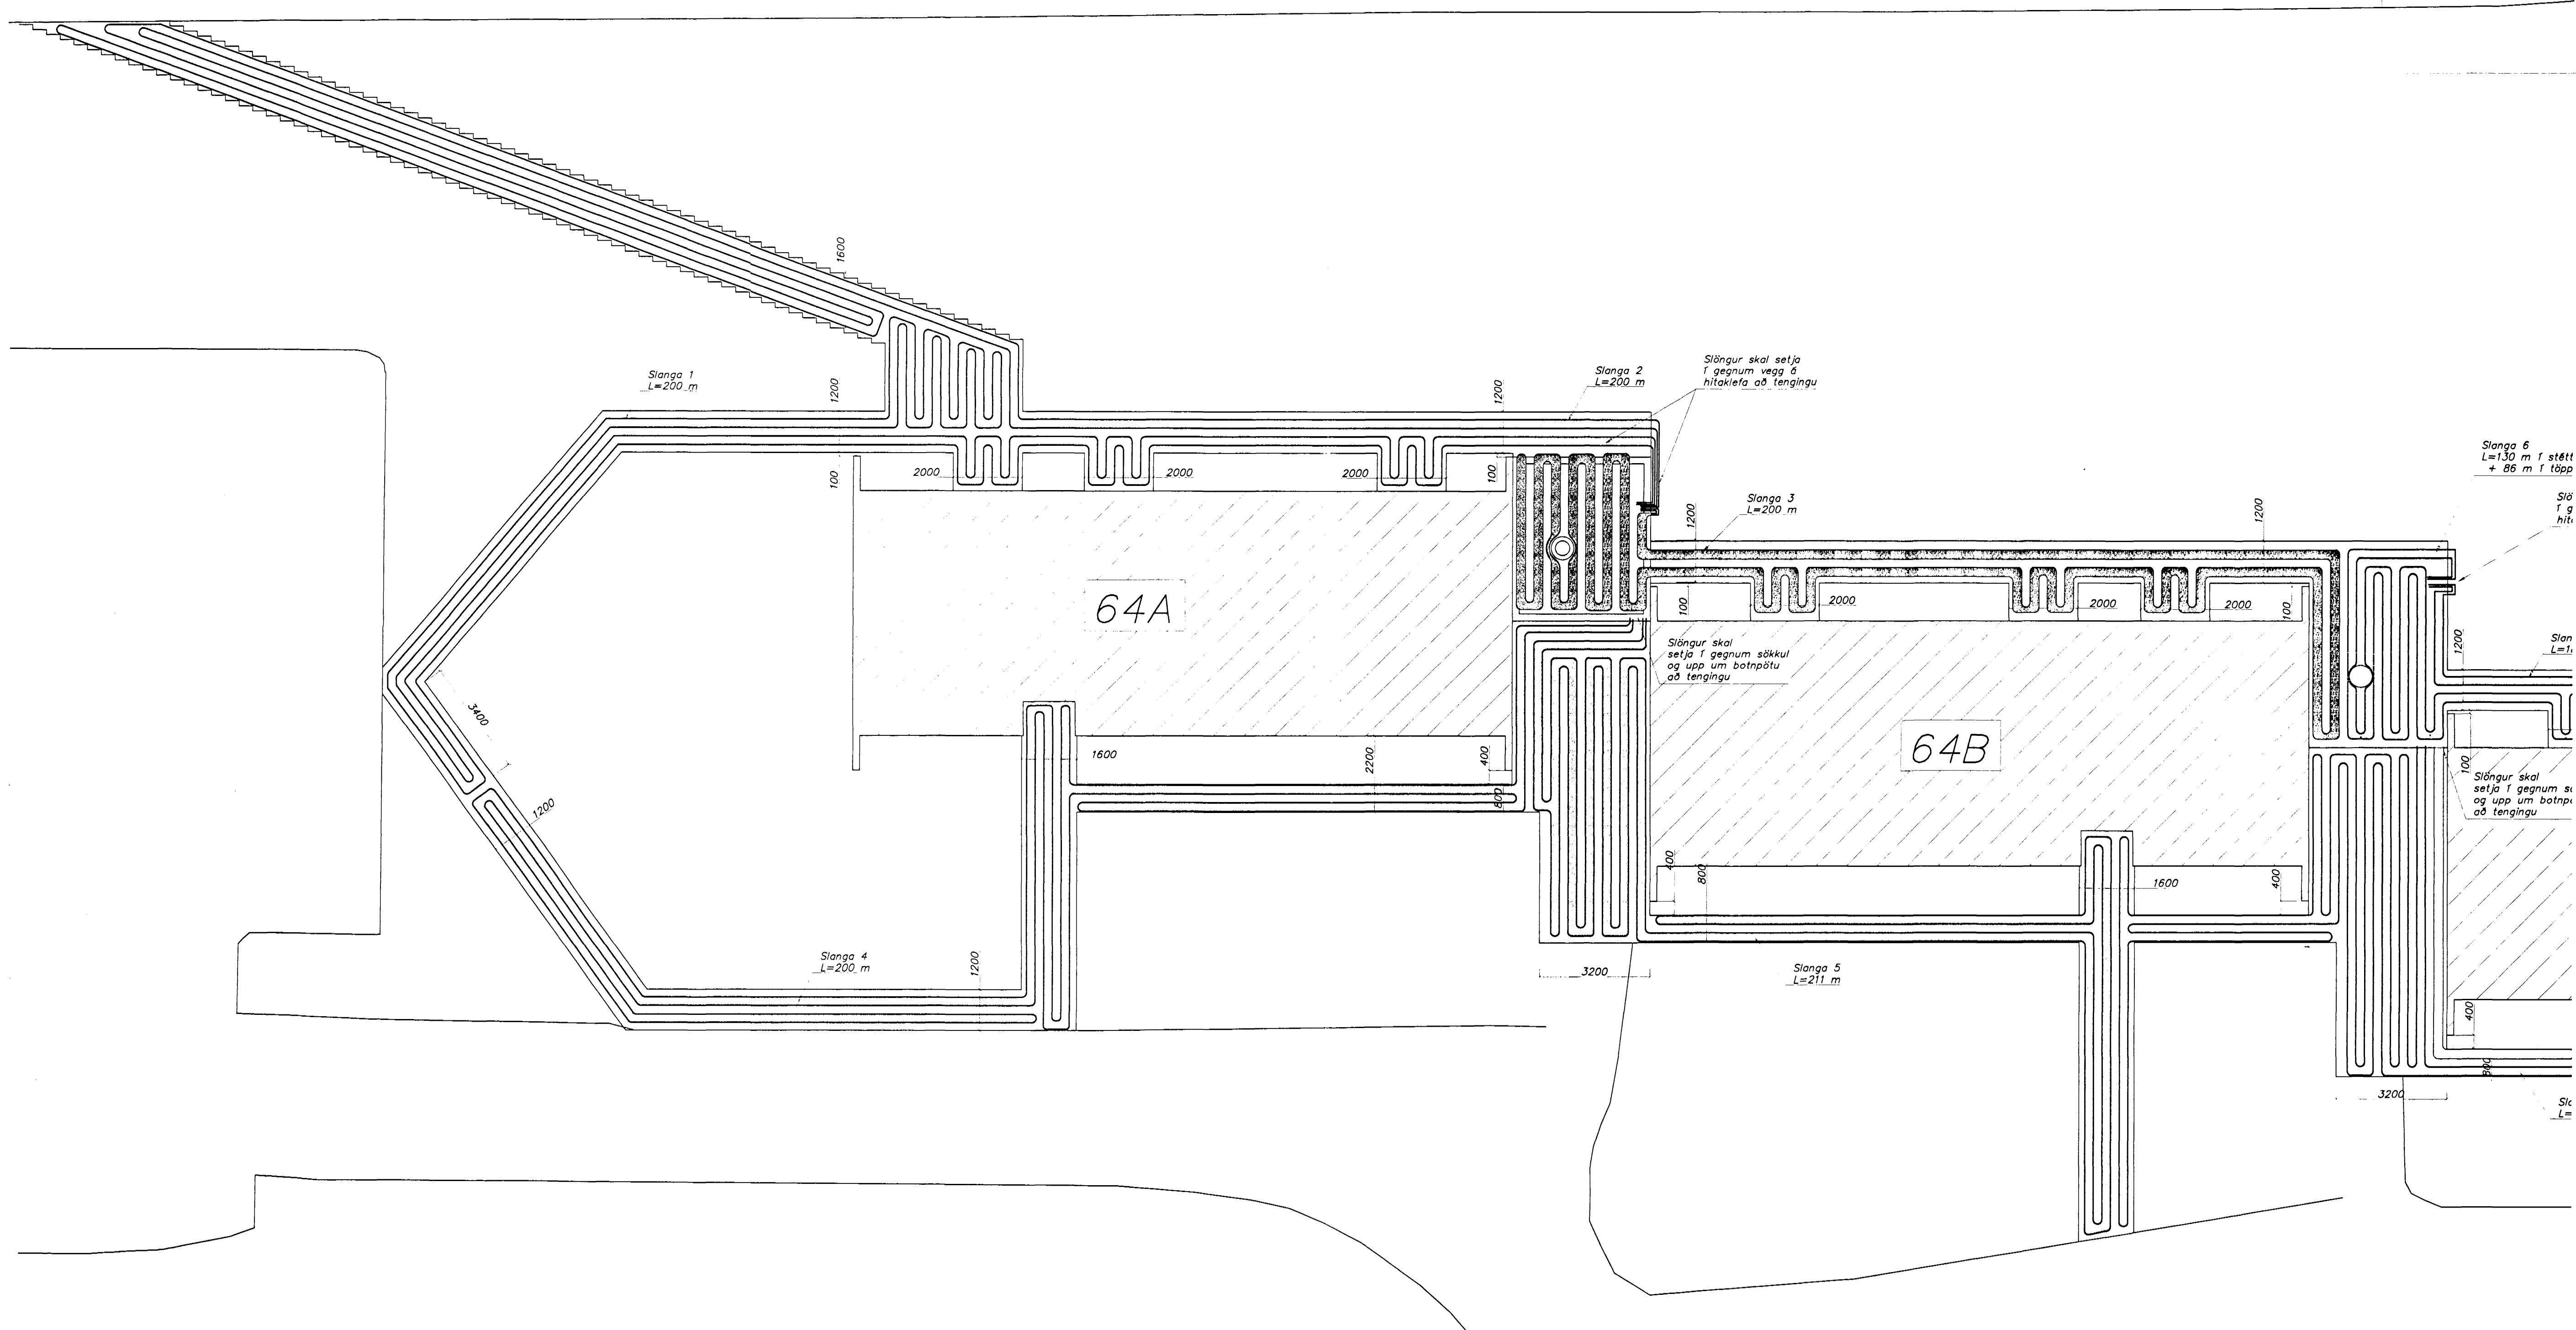 1600
Slanga 1
L=200 m
1200
1200
Slanga 2
L=200 m
Slöngur skal setja
í gegnum vegg á
hitaklefa að tengingu
100
2000
2000
2000
100
Slanga 3
L=200 m
1200
1200
Slanga 6
L=130 m í stétt
64A
100
2000
2000
2000
100
Slöngur skal
setja í gegnum sökkul
og upp um botnplötu
að tengingu
1200
3400
1200
1600
2200
400
800
64B
100
Slöngur skal
setja í gegnum
og upp um
að tengingu
400
800
1600
400
Slanga 4
L=200 m
1200
3200
Slanga 5
L=211 m
400
800
3200